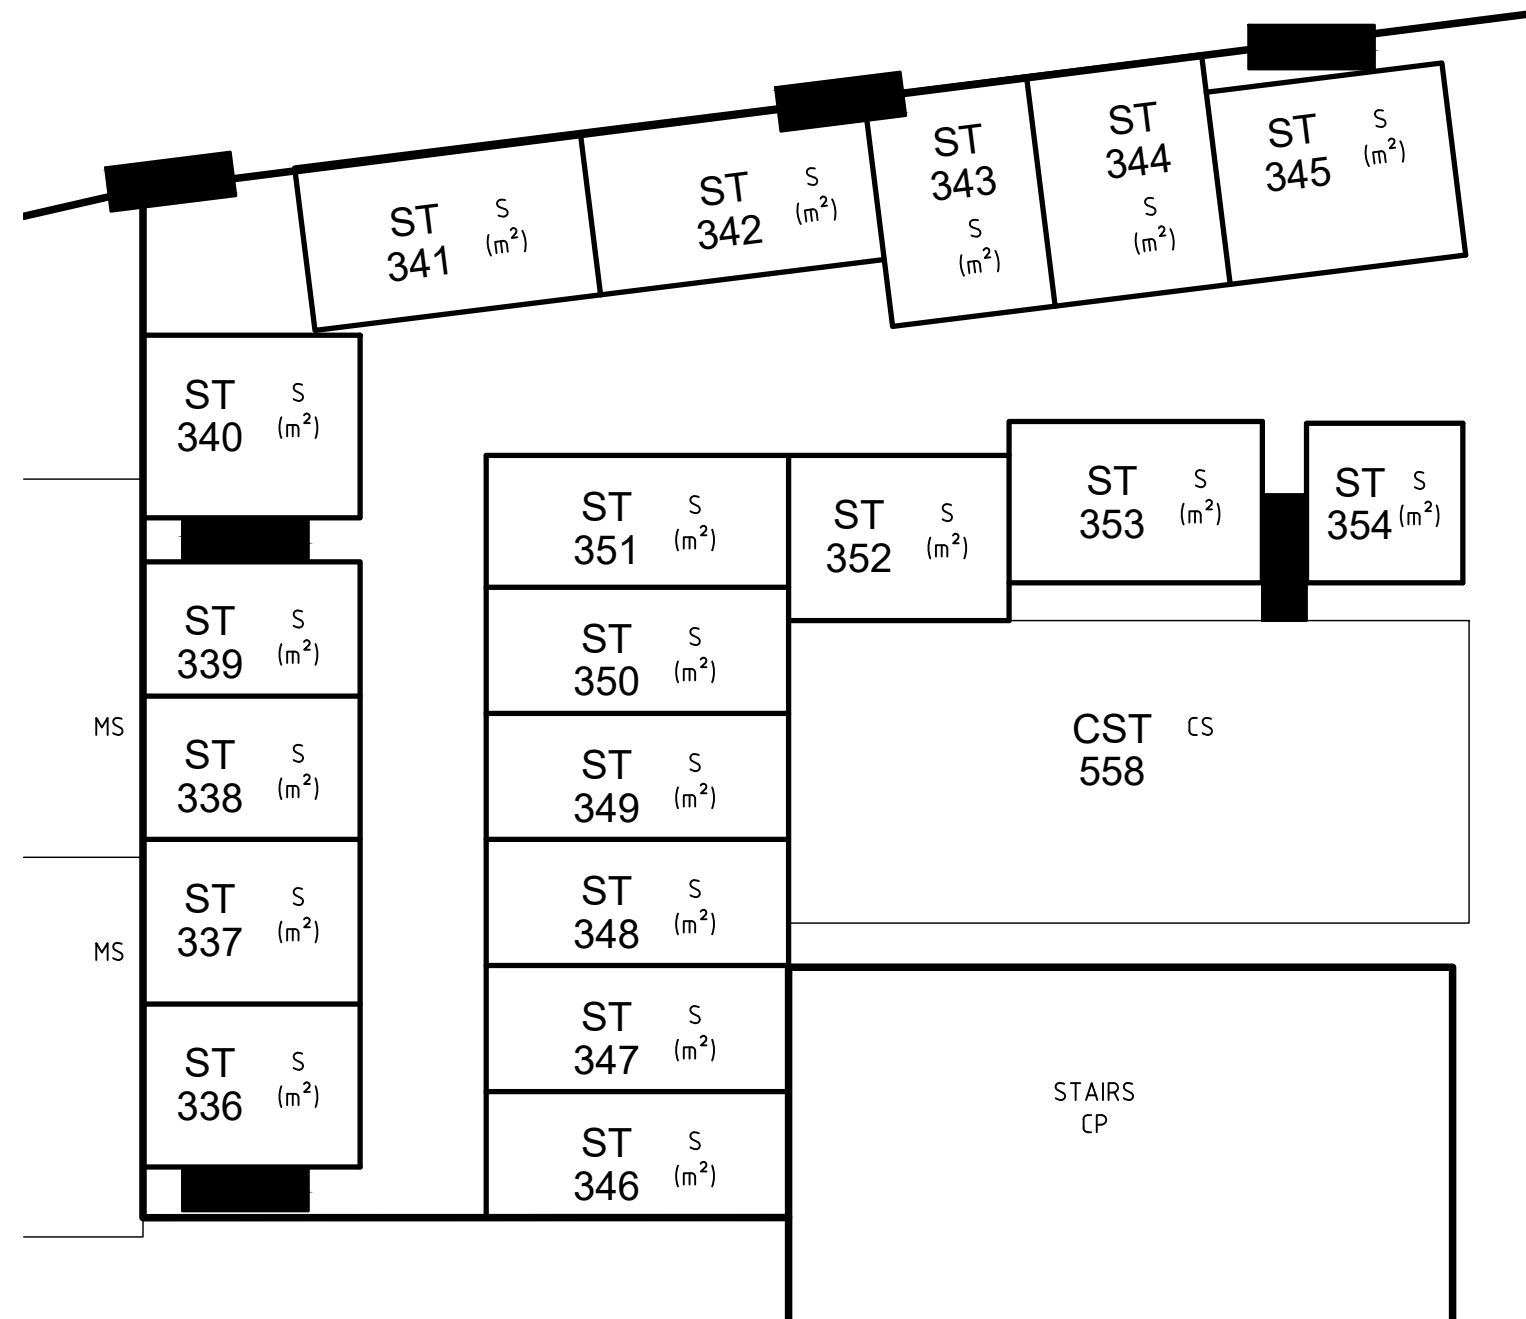 ST S
344 (m²)
S
(m²)
ST S
345 (m²)
ST
343
S
(m²)
ST S
342 (m²)
ST S
341 (m²)
ST S
340 (m²)
ST S
339 (m²)
MS
ST S
338 (m²)
ST S
337 (m²)
MS
ST S
336 (m²)
ST S
351 (m²)
ST S
350 (m²)
ST S
349 (m²)
ST S
348 (m²)
ST S
347 (m²)
ST S
346 (m²)
ST S
352 (m²)
ST S
353 (m²)
ST S
354 (m²)
CST CS
558
STAIRS
CP